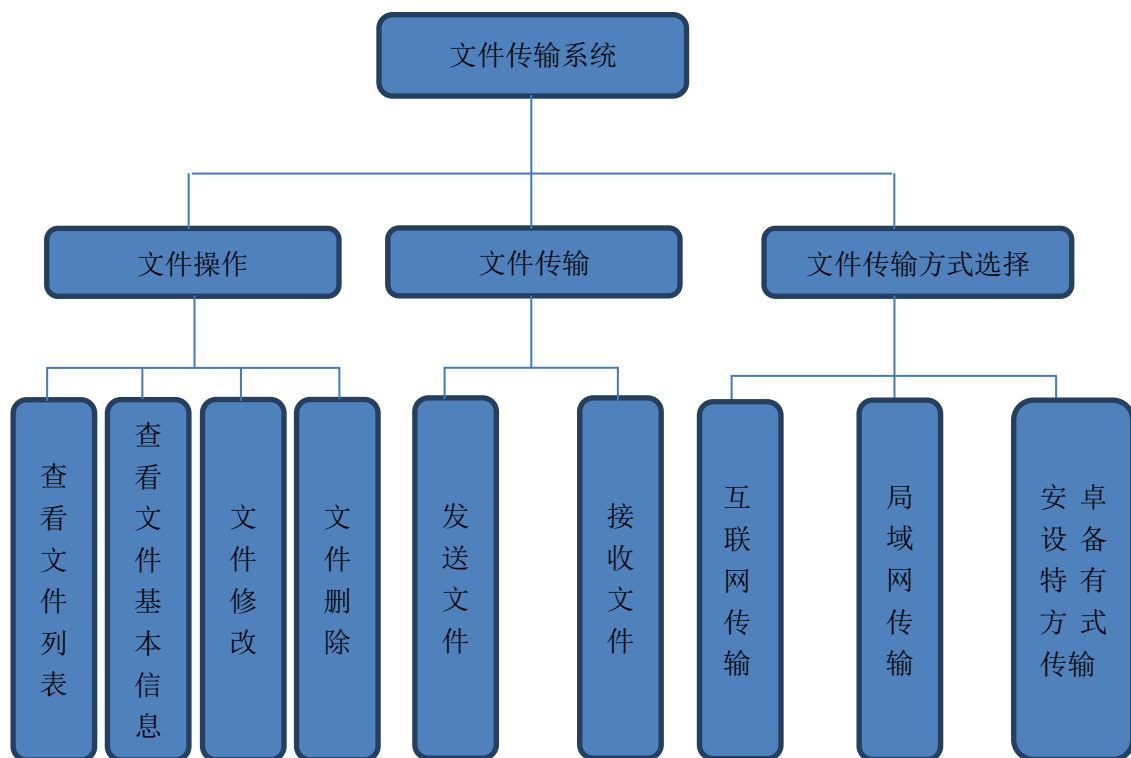 文件传输系统
文件操作
文件传输
文件传输方式选择
查看文件列表
查看文件基本信息
文件修改
文件删除
发送文件
接收文件
互联网传输
局域网传输
安卓
设备
特有
方式
传输